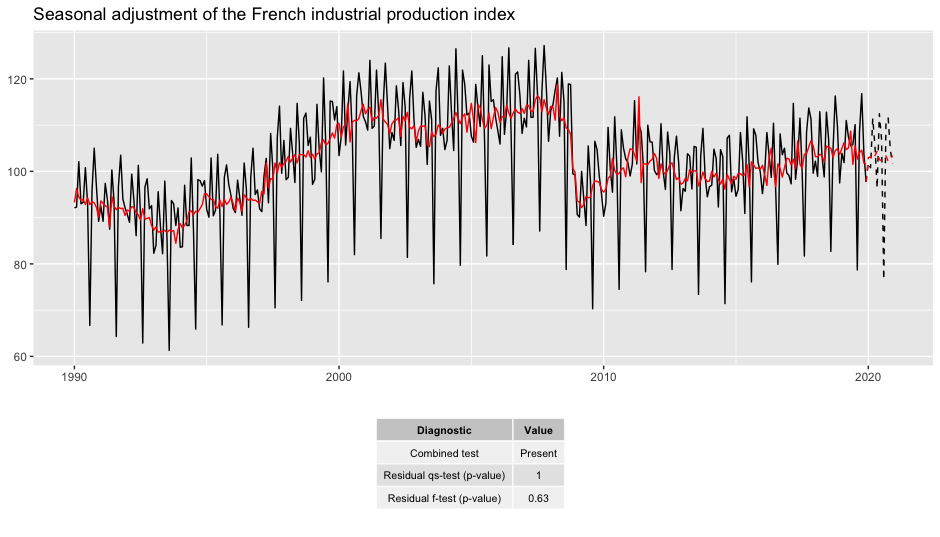 Seasonal adjustment of the French industrial production index
120
100
80
60
1990
2000
2010
2020
Diagnostic Value
Combined test Present
Residual qs-test (p-value) 1
Residual f-test (p-value) 0.63